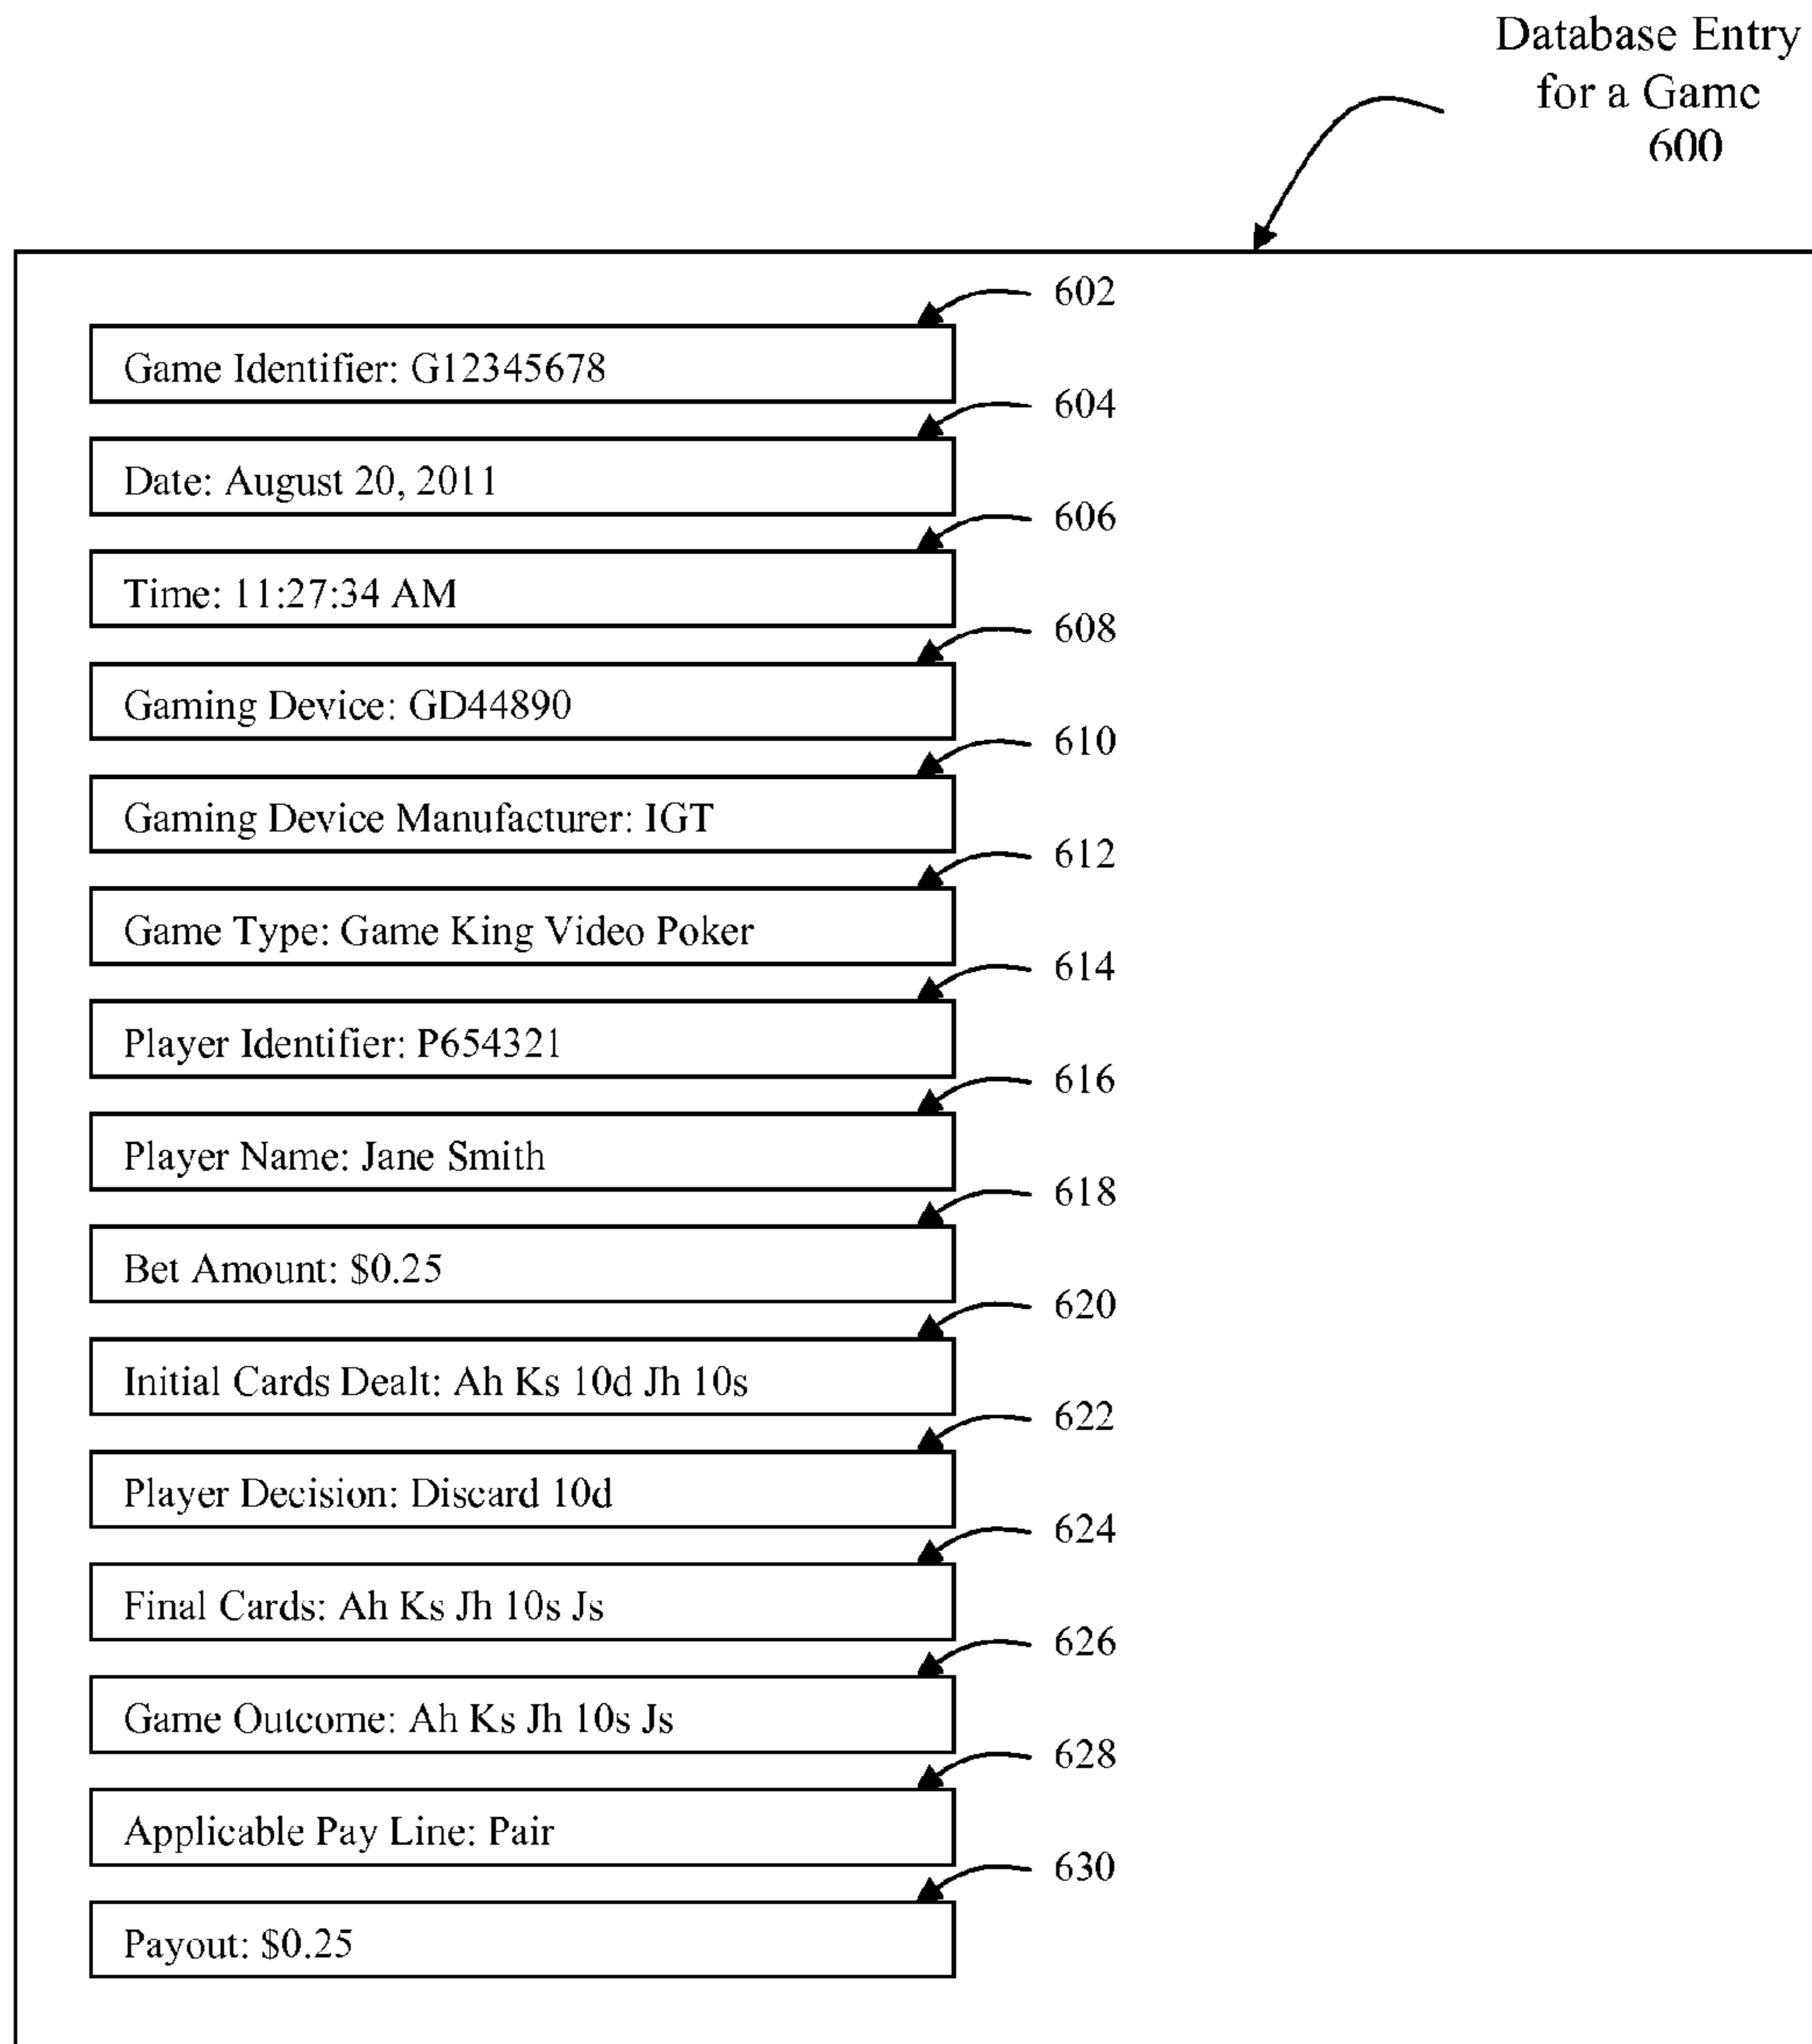 Database Entry
for a Game
600
602
Game Identifier: G12345678
604
Date: August 20, 2011
606
Time: 11:27:34 AM
608
Gaming Device: GD44890
610
Gaming Device Manufacturer: IGT
612
Game Type: Game King Video Poker
614
Player Identifier: P654321
616
Player Name: Jane Smith
618
Bet Amount: $0.25
620
Initial Cards Dealt: Ah Ks 10d Jh 10s
622
Player Decision: Discard 10d
624
Final Cards: Ah Ks Jh 10s Js
626
Game Outcome: Ah Ks Jh 10s Js
628
Applicable Pay Line: Pair
630
Payout: $0.25